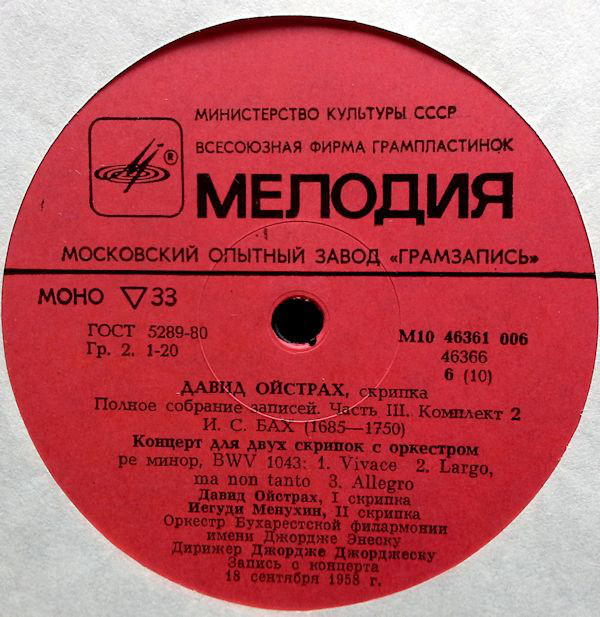 МИНИСТЕРСТВО КУЛЬТУРЫ СССР
ВСЕСОЮЗНАЯ ФИРМА ГРАМПЛАСТИНОК
®
МЕЛОДИЯ
МОСКОВСКИЙ ОПЫТНЫЙ ЗАВОД «ГРАМЗАПИСЬ»
МОНО ▽33
ГОСТ 5289-80
Гр. 2. 1-20
М10 46361 006
46366
6 (10)
ДАВИД ОЙСТРАХ, скрипка
Полное собрание записей. Часть III. Комплект 2
И. С. БАХ (1685—1750)
Концерт для двух скрипок с оркестром
ре минор, BWV 1043: 1. Vivace 2. Largo,
ma non tanto 3. Allegro
Давид Ойстрах, I скрипка
Иегуди Менухин, II скрипка
Оркестр Бухарестской филармонии
имени Джордже Энеску
Дирижер Джордже Джорджеску
Запись с концерта
18 сентября 1958 г.